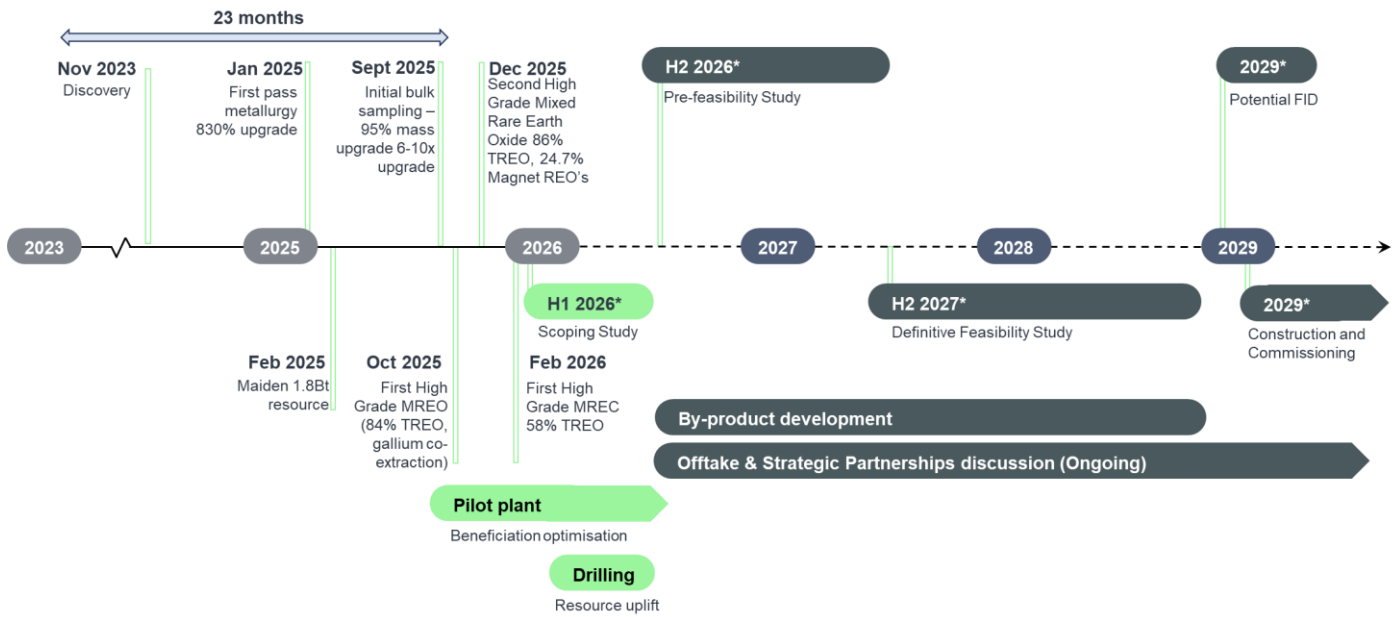 23 months
Nov 2023
Discovery
Jan 2025
First pass
metallurgy
830% upgrade
Sept 2025
Initial bulk
sampling –
95% mass
upgrade 6-10x
upgrade
Dec 2025
Second High
Grade Mixed
Rare Earth
Oxide 86%
TREO, 24.7%
Magnet REO's
H2 2026*
Pre-feasibility Study
2029*
Potential FID
2023
2025
2026
2027
2028
2029
H1 2026*
Scoping Study
H2 2027*
Definitive Feasibility Study
2029*
Construction and
Commissioning
Feb 2025
Maiden 1.8Bt
resource
Oct 2025
First High
Grade MREO
(84% TREO,
gallium co-
extraction)
Feb 2026
First High
Grade MREC
58% TREO
By-product development
Offtake & Strategic Partnerships discussion (Ongoing)
Pilot plant
Beneficiation optimisation
Drilling
Resource uplift